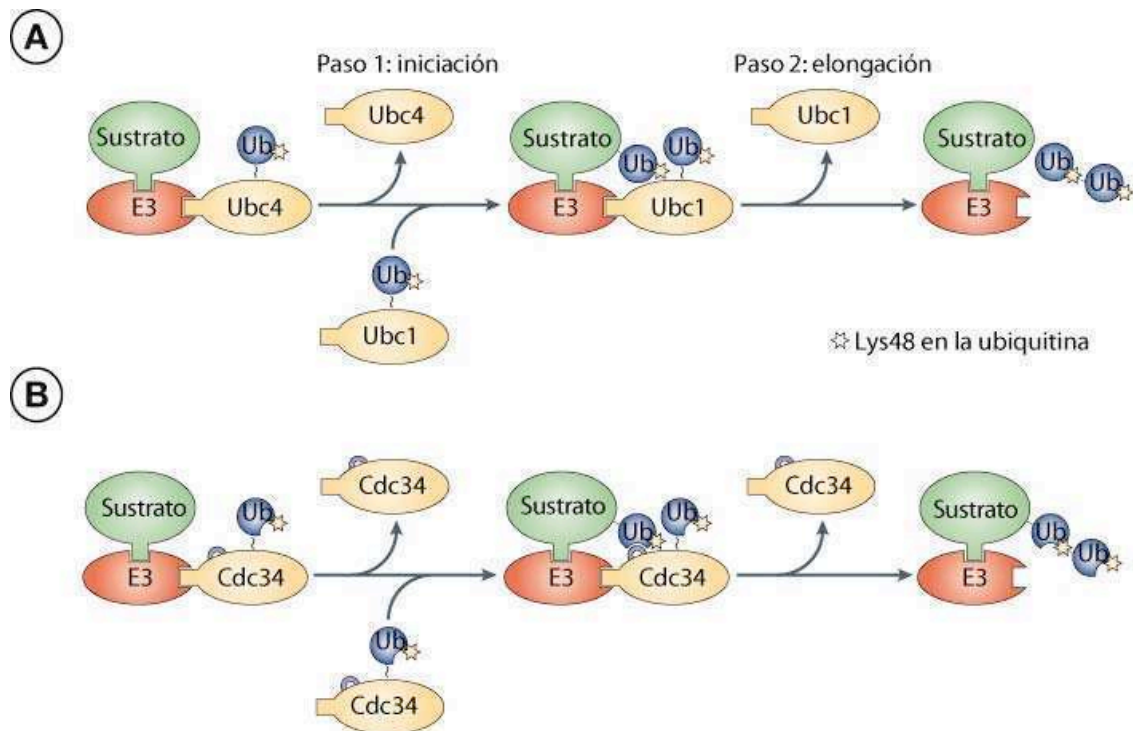 A
Paso 1: iniciación
Paso 2: elongación
Ubc4
Ubc1
Sustrato
Ub
Sustrato
Ub
Ub
Sustrato
Ub
Ub
E3
Ubc4
E3
Ubc1
E3
Ub
Ubc1
Lys48 en la ubiquitina
B
Cdc34
Cdc34
Sustrato
Ub
Sustrato
Ub
Ub
Sustrato
Ub
Ub
E3
Cdc34
E3
Cdc34
E3
Ub
Cdc34